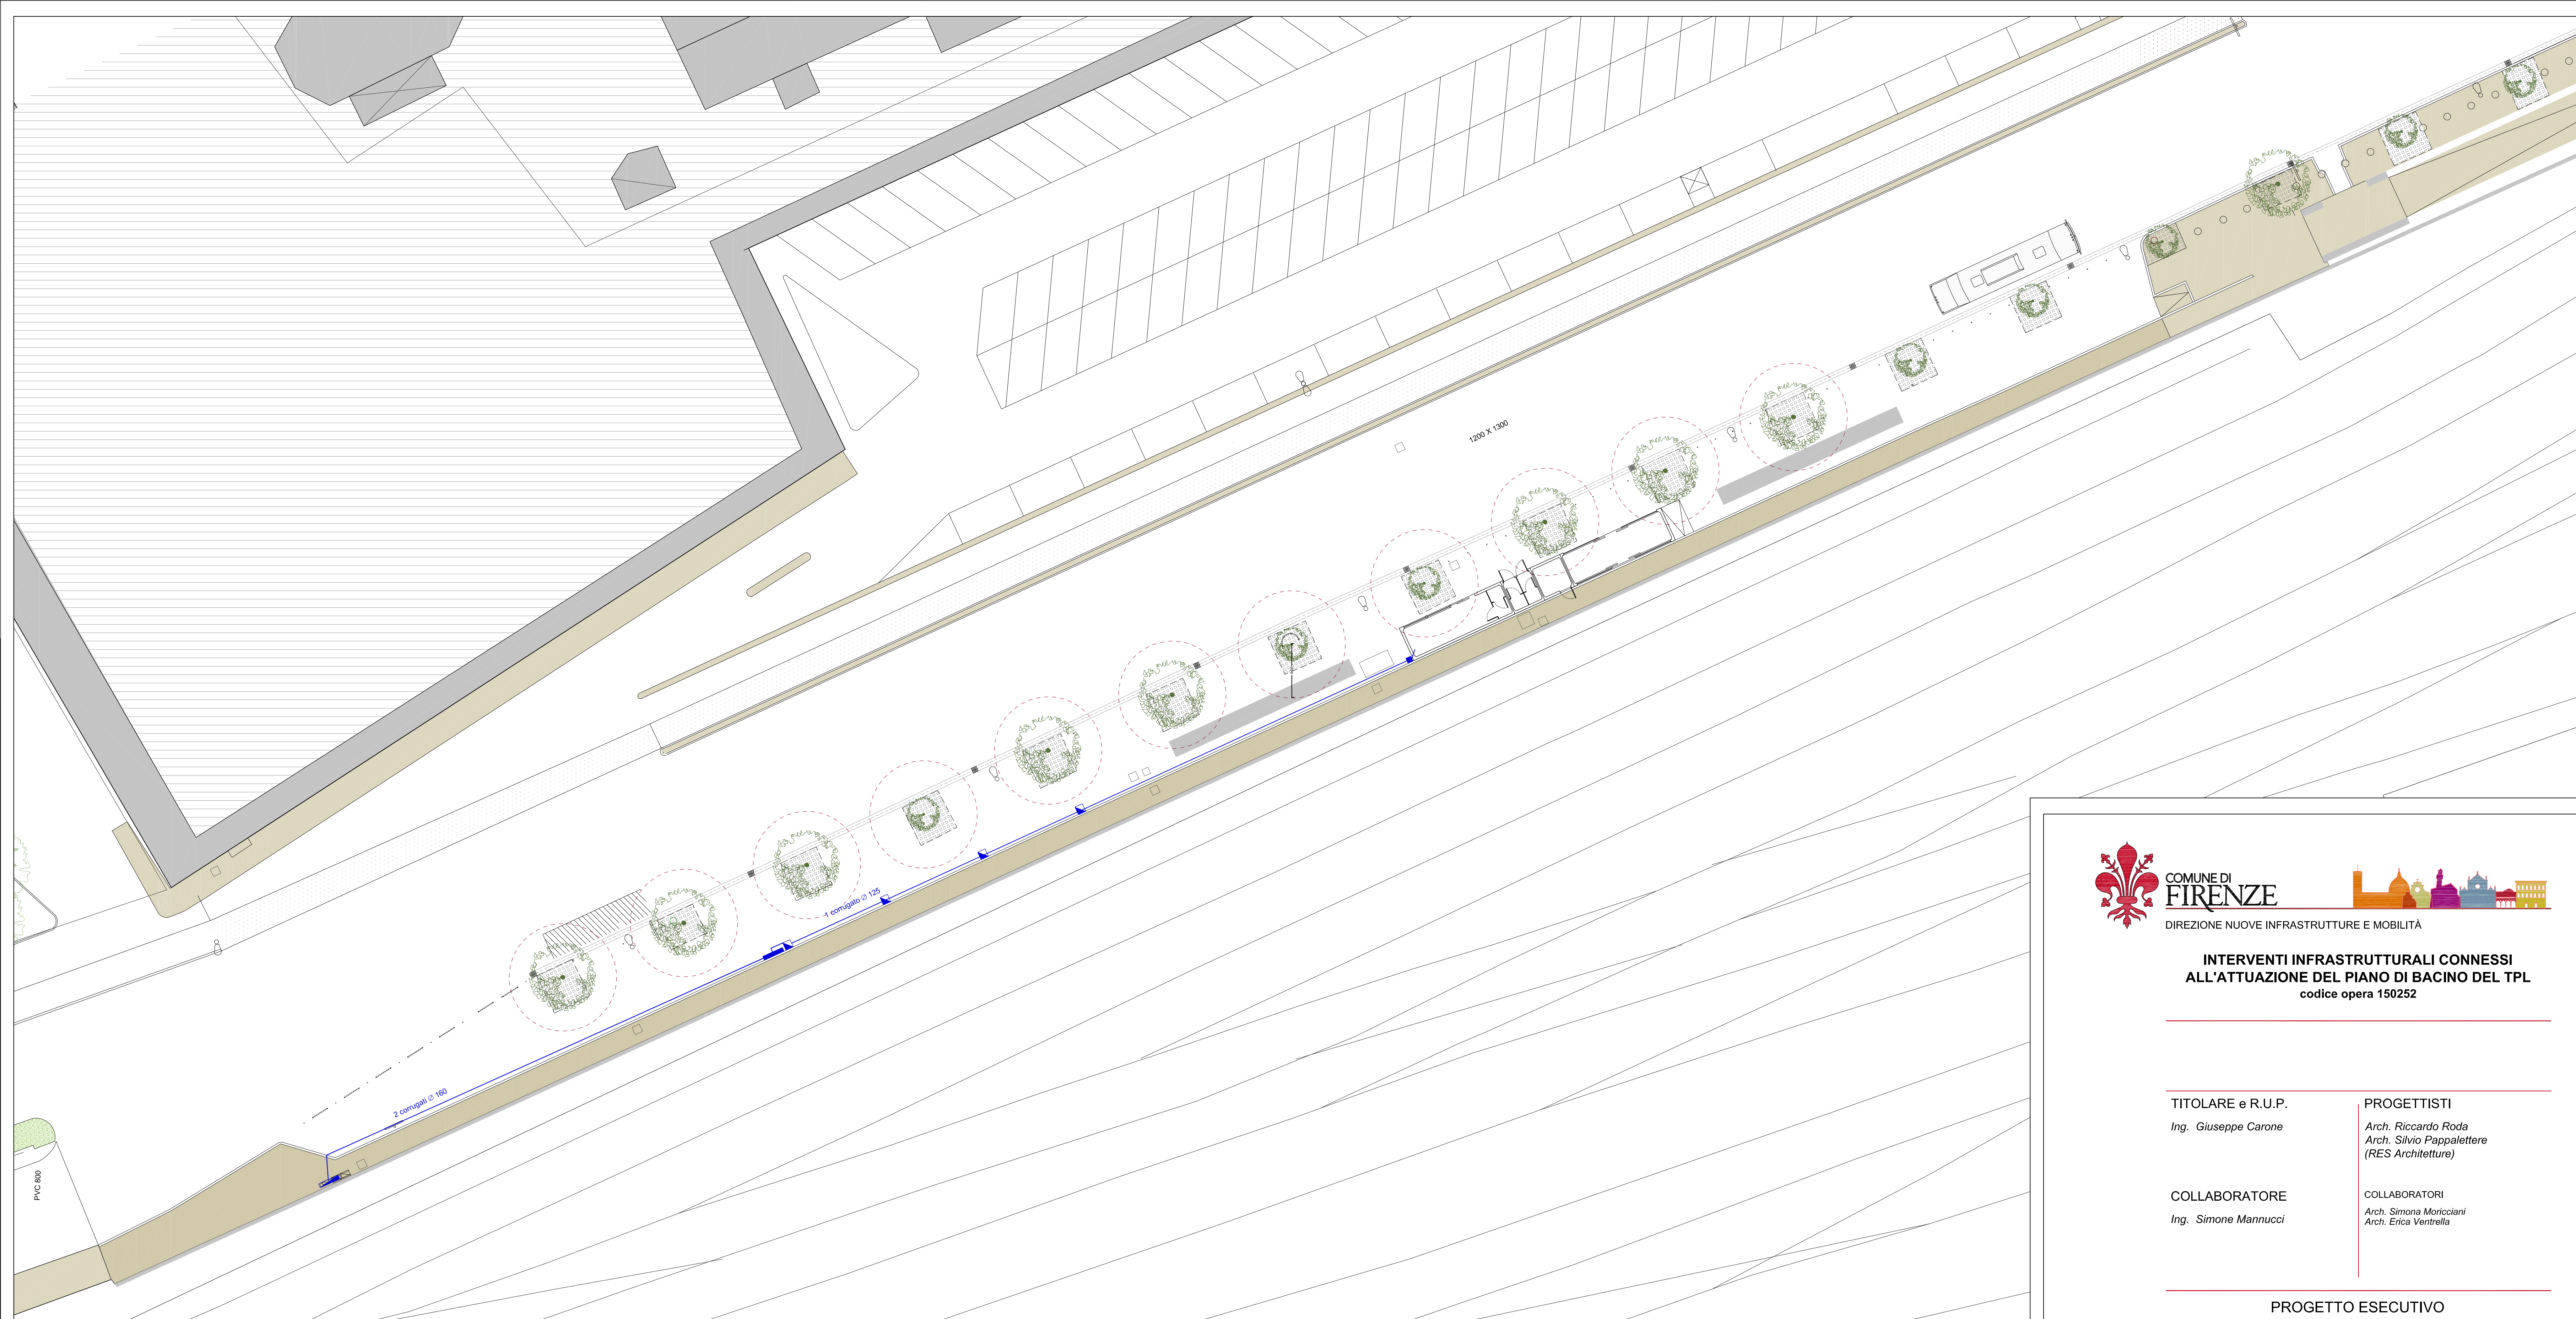 1200 X 1300
1 corrugato ∅ 125
2 corrugati ∅ 160
PVC 800
COMUNE DI
FIRENZE
DIREZIONE NUOVE INFRASTRUTTURE E MOBILITÀ
INTERVENTI INFRASTRUTTURALI CONNESSI
ALL'ATTUAZIONE DEL PIANO DI BACINO DEL TPL
codice opera 150252
TITOLARE e R.U.P.
Ing. Giuseppe Carone
PROGETTISTI
Arch. Riccardo Roda
Arch. Silvio Pappalettere
(RES Architetture)
COLLABORATORE
Ing. Simone Mannucci
COLLABORATORI
Arch. Simona Moricciani
Arch. Erica Ventrella
PROGETTO ESECUTIVO